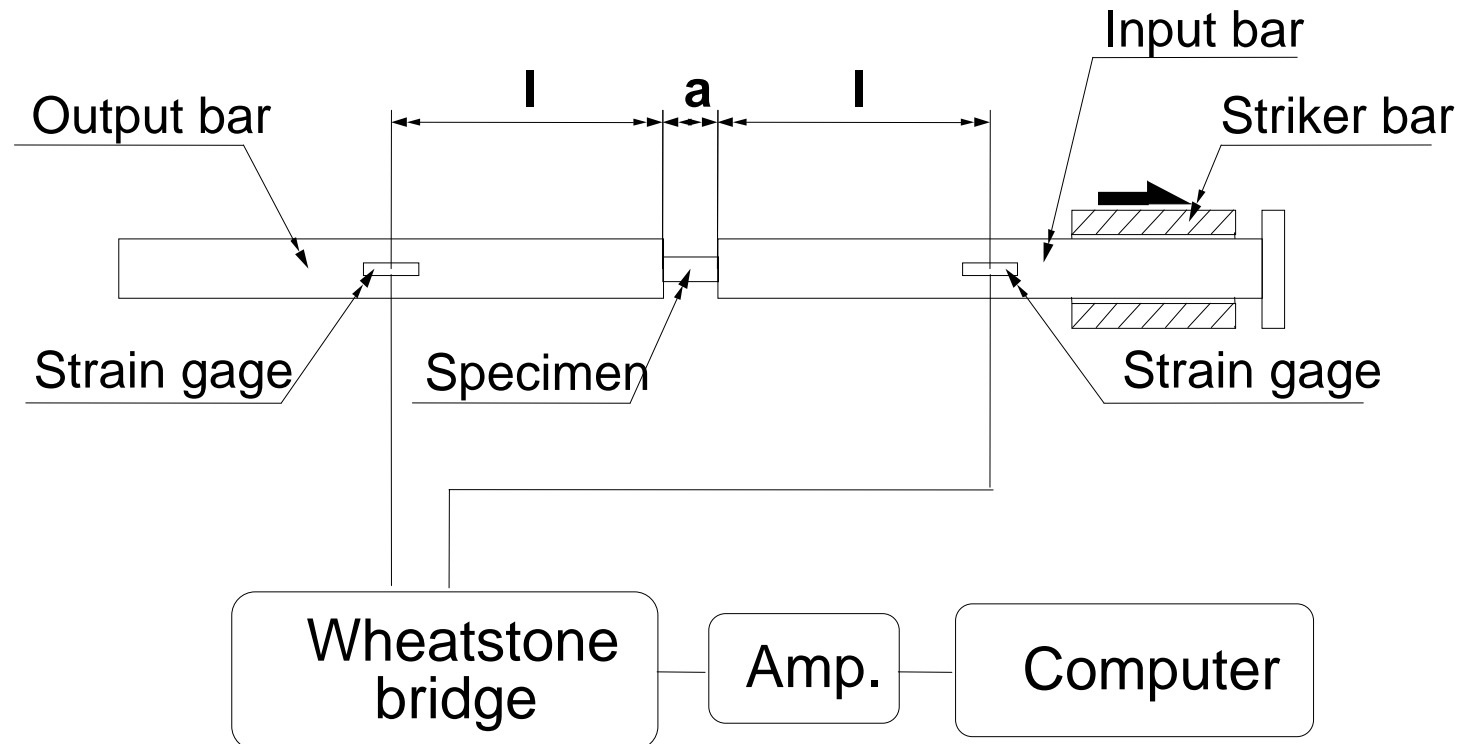 Input bar
l a l
Output bar
Striker bar
Strain gage
Specimen
Strain gage
Wheatstone
bridge
Amp.
Computer